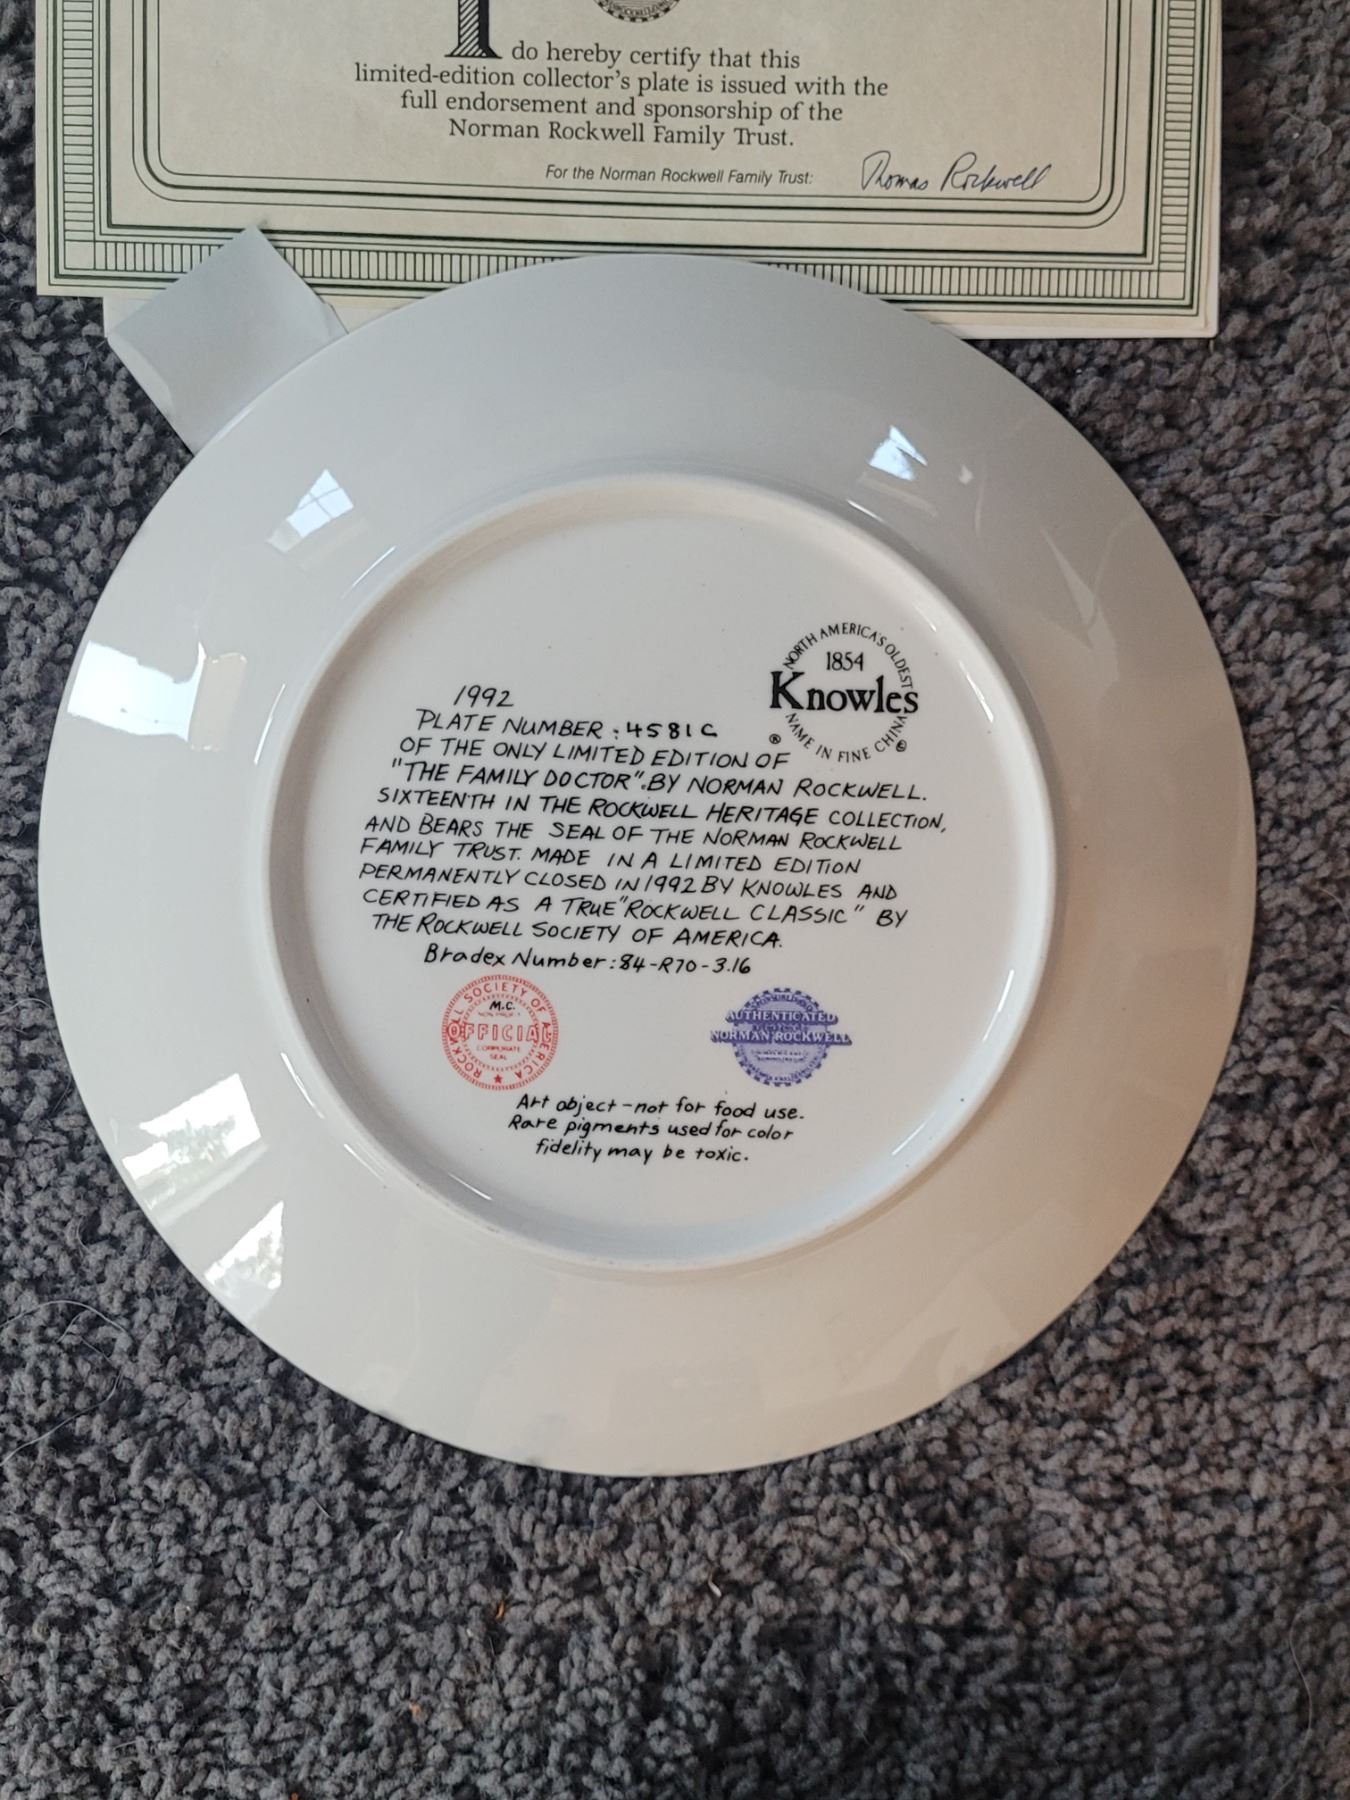 I do hereby certify that this
limited-edition collector's plate is issued with the
full endorsement and sponsorship of the
Norman Rockwell Family Trust.
For the Norman Rockwell Family Trust:
Thomas Rockwell
NORTH AMERICA'S OLDEST
1854
Knowles
® NAME IN FINE CHINA ©
1992
PLATE NUMBER: 4581C
OF THE ONLY LIMITED EDITION OF
"THE FAMILY DOCTOR". BY NORMAN ROCKWELL.
SIXTEENTH IN THE ROCKWELL HERITAGE COLLECTION,
AND BEARS THE SEAL OF THE NORMAN ROCKWELL
FAMILY TRUST. MADE IN A LIMITED EDITION
PERMANENTLY CLOSED IN 1992 BY KNOWLES AND
CERTIFIED AS A TRUE "ROCKWELL CLASSIC" BY
THE ROCKWELL SOCIETY OF AMERICA.
Bradex Number: 84-R70-3.16
ROCKWELL SOCIETY OF AMERICA
M.C.
OFFICIAL
CORPORATE
SEAL
AUTHENTICATED
NORMAN ROCKWELL
Art object - not for food use.
Rare pigments used for color
fidelity may be toxic.